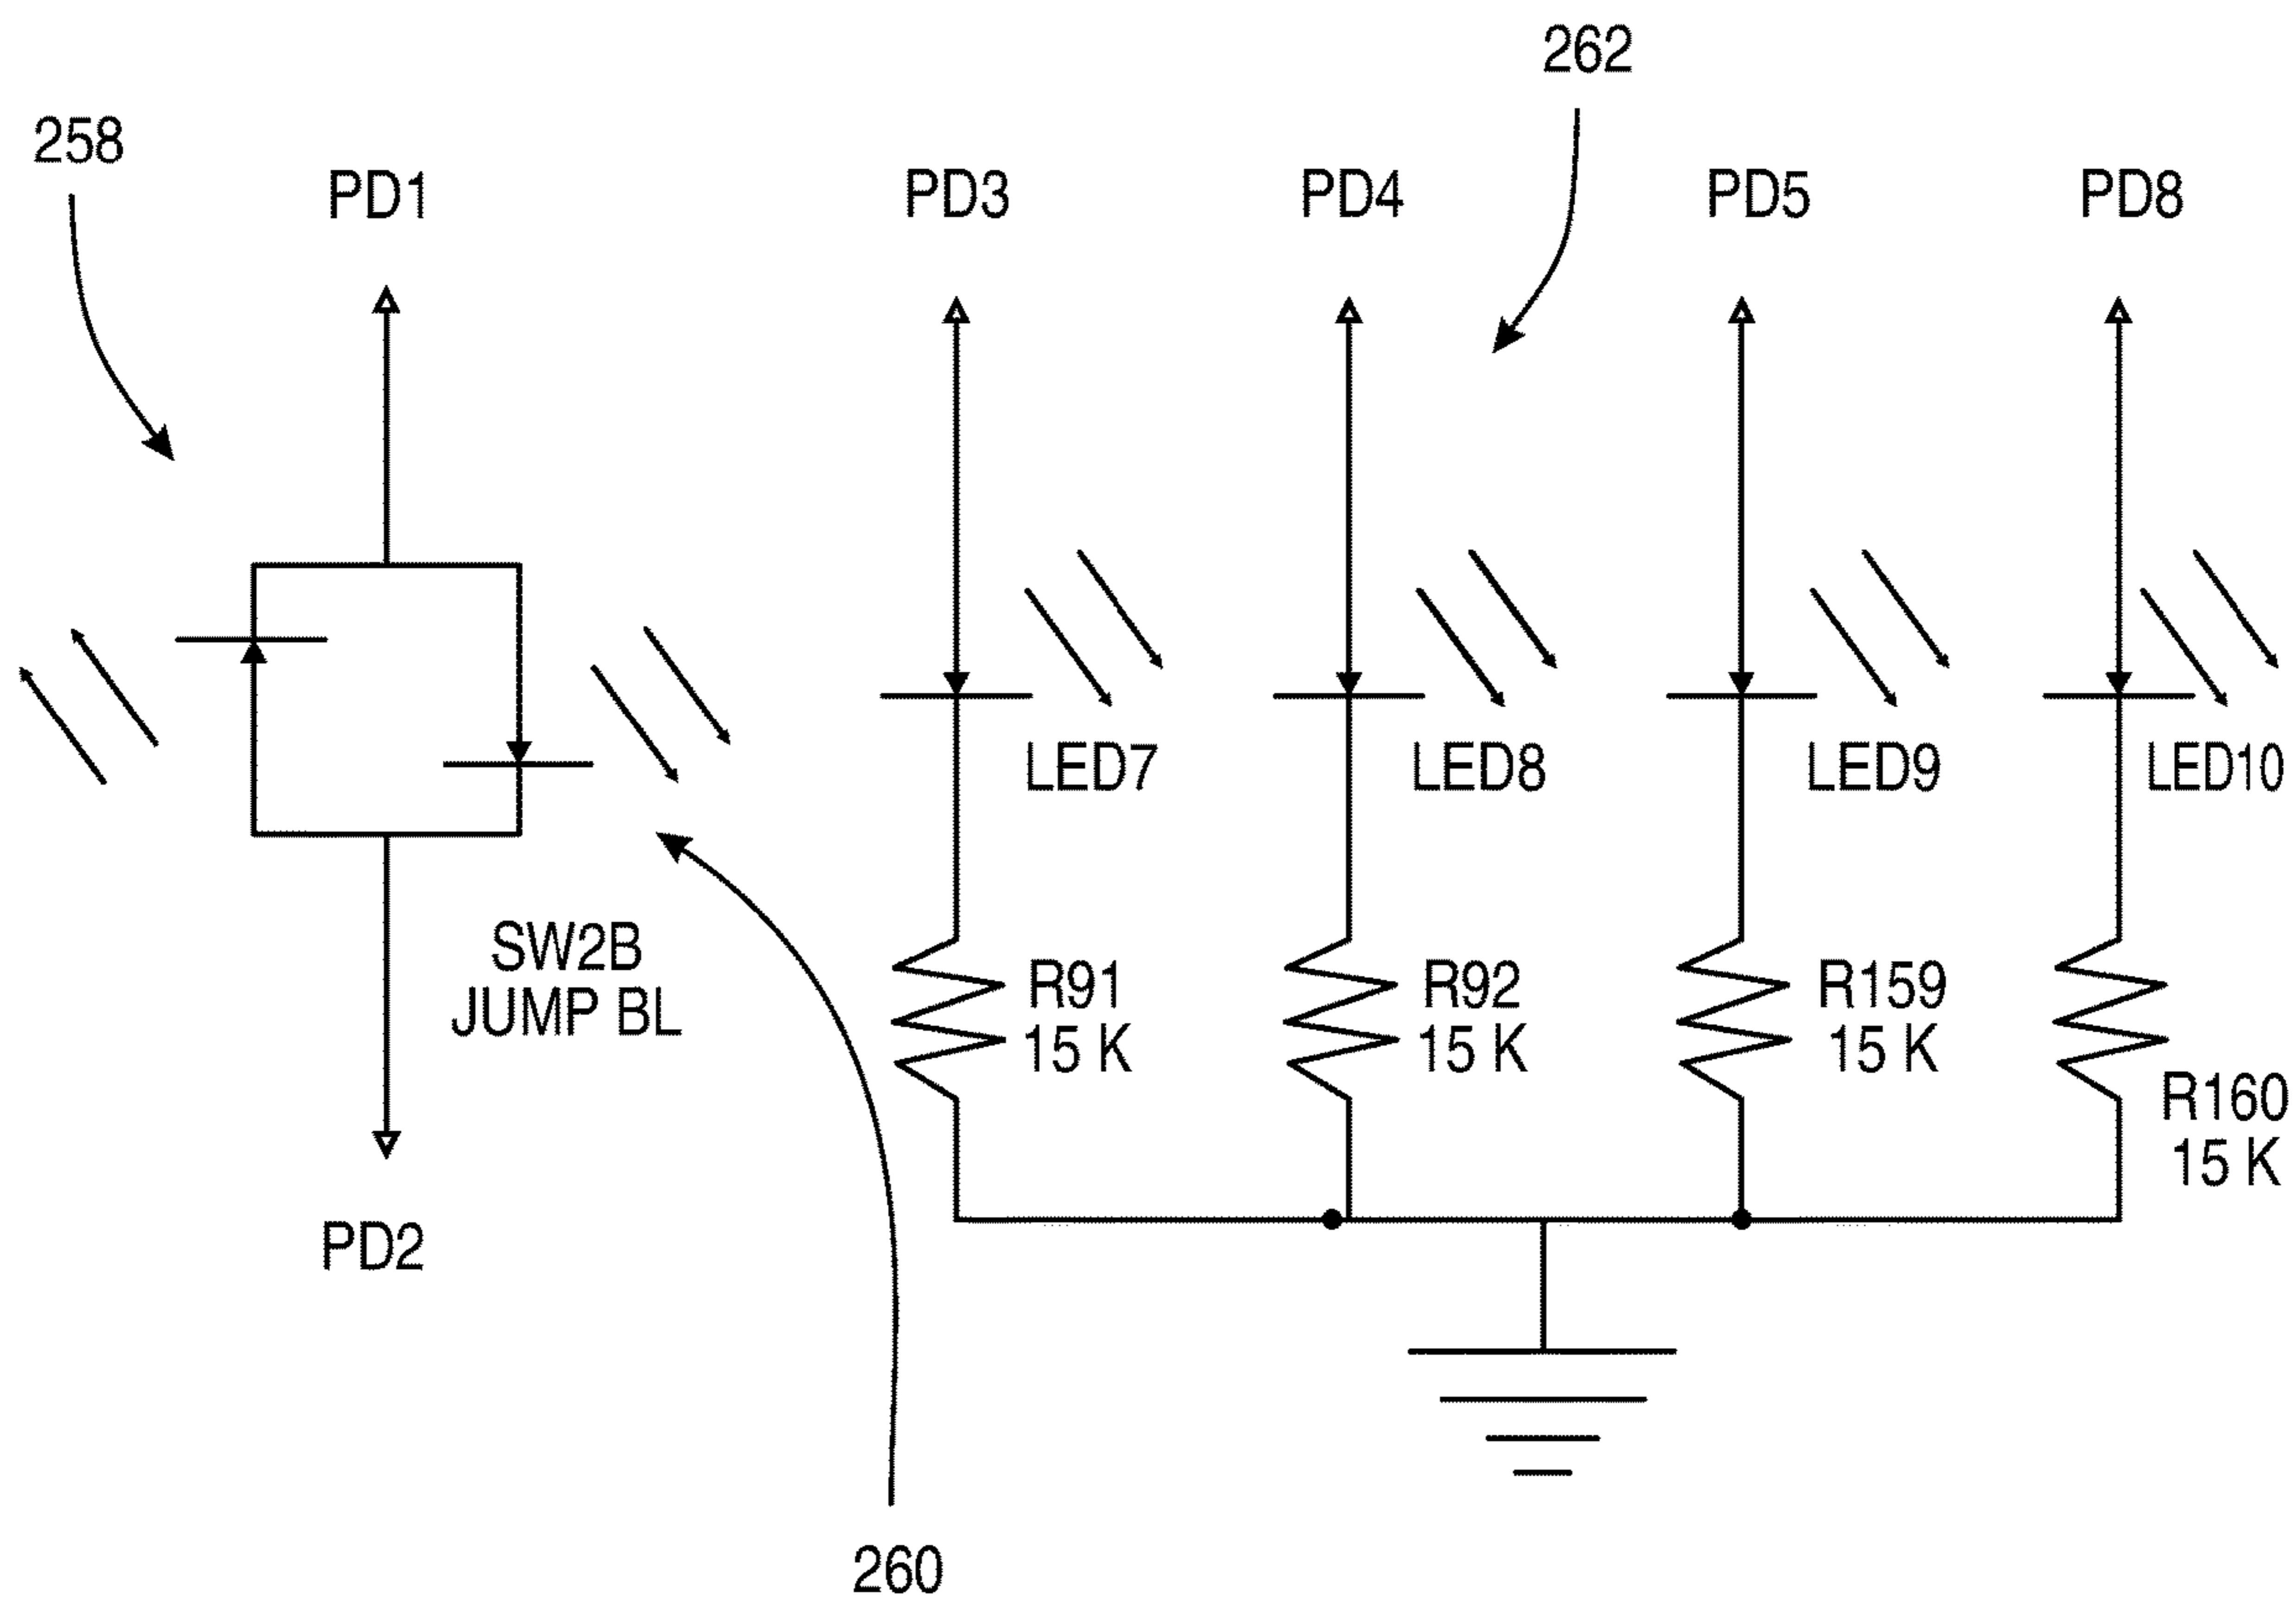 262
258
PD1
PD3
PD4
PD5
PD8
LED7
LED8
LED9
LED10
SW2B
JUMP BL
R91
15 K
R92
15 K
R159
15 K
R160
15 K
PD2
260